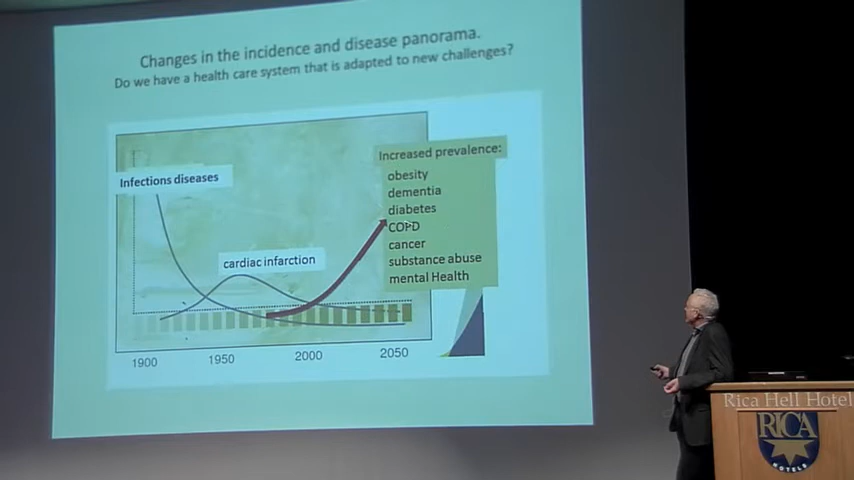 Changes in the incidence and disease panorama.
Do we have a health care system that is adapted to new challenges?
Increased prevalence:
obesity
dementia
diabetes
COPD
cancer
substance abuse
mental Health
Infections diseases
cardiac infarction
1900 1950 2000 2050
Rica Hell Hotel
RICA
HOTELS